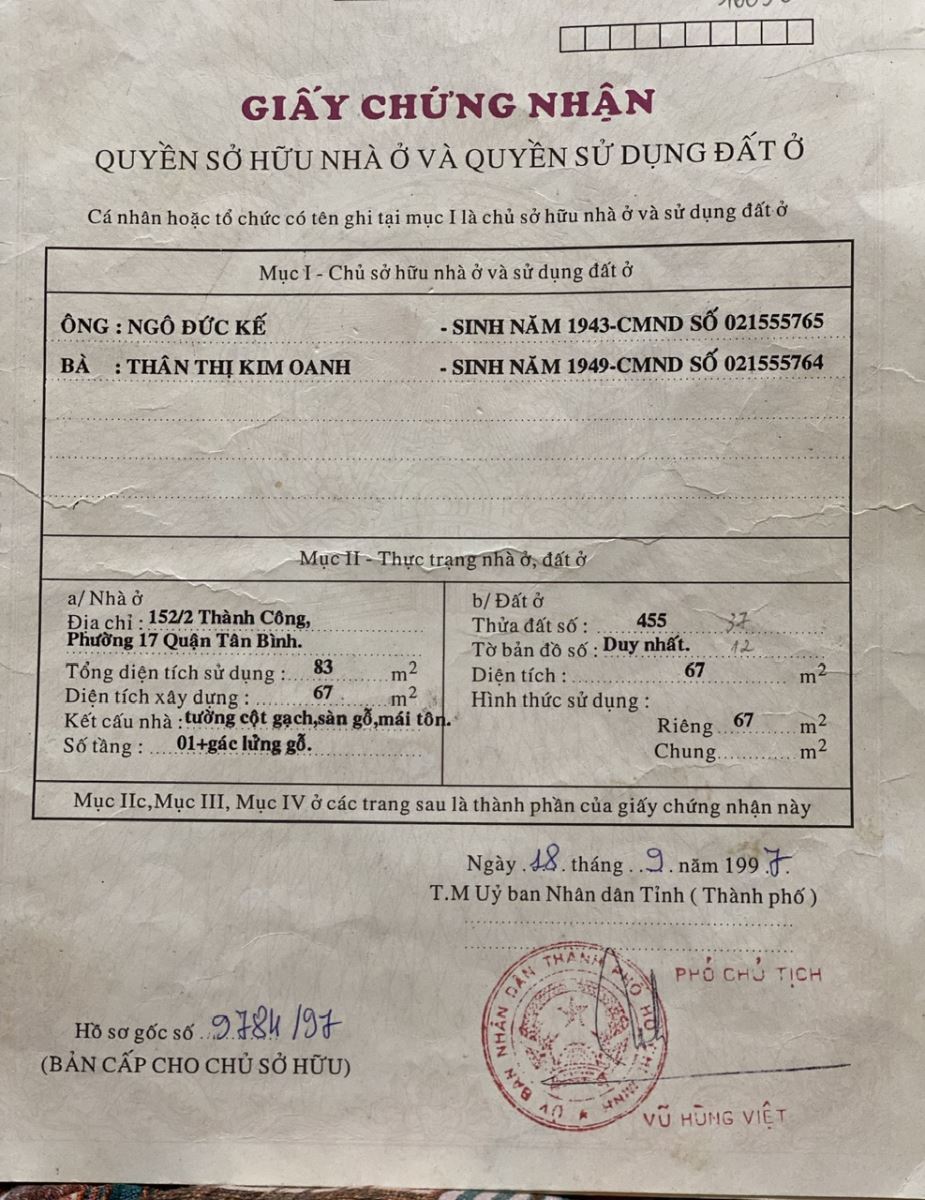 GIẤY CHỨNG NHẬN
QUYỀN SỞ HỮU NHÀ Ở VÀ QUYỀN SỬ DỤNG ĐẤT Ở
Cá nhân hoặc tổ chức có tên ghi tại mục I là chủ sở hữu nhà ở và sử dụng đất ở
Mục I - Chủ sở hữu nhà ở và sử dụng đất ở
ÔNG : NGÔ ĐỨC KẾ - SINH NĂM 1943-CMND SỐ 021555765
BÀ : THÂN THỊ KIM OANH - SINH NĂM 1949-CMND SỐ 021555764
Mục II - Thực trạng nhà ở, đất ở
a/ Nhà ở
Địa chỉ : 152/2 Thành Công,
Phường 17 Quận Tân Bình.
Tổng diện tích sử dụng : 83 m2
Diện tích xây dựng : 67 m2
Kết cấu nhà : tường cột gạch,sàn gỗ,mái tôn.
Số tầng : 01+gác lửng gỗ.
b/ Đất ở
Thửa đất số : 455 37
Tờ bản đồ số : Duy nhất. 12
Diện tích : 67 m2
Hình thức sử dụng :
Riêng 67 m2
Chung m2
Mục IIc,Mục III, Mục IV ở các trang sau là thành phần của giấy chứng nhận này
Ngày 18 tháng 9 năm 1997
T.M Uỷ ban Nhân dân Tỉnh ( Thành phố )
PHÓ CHỦ TỊCH
ỦY BAN NHÂN DÂN THÀNH PHỐ HỒ CHÍ MINH
Hồ sơ gốc số 9784/97
(BẢN CẤP CHO CHỦ SỞ HỮU)
VŨ HÙNG VIỆT